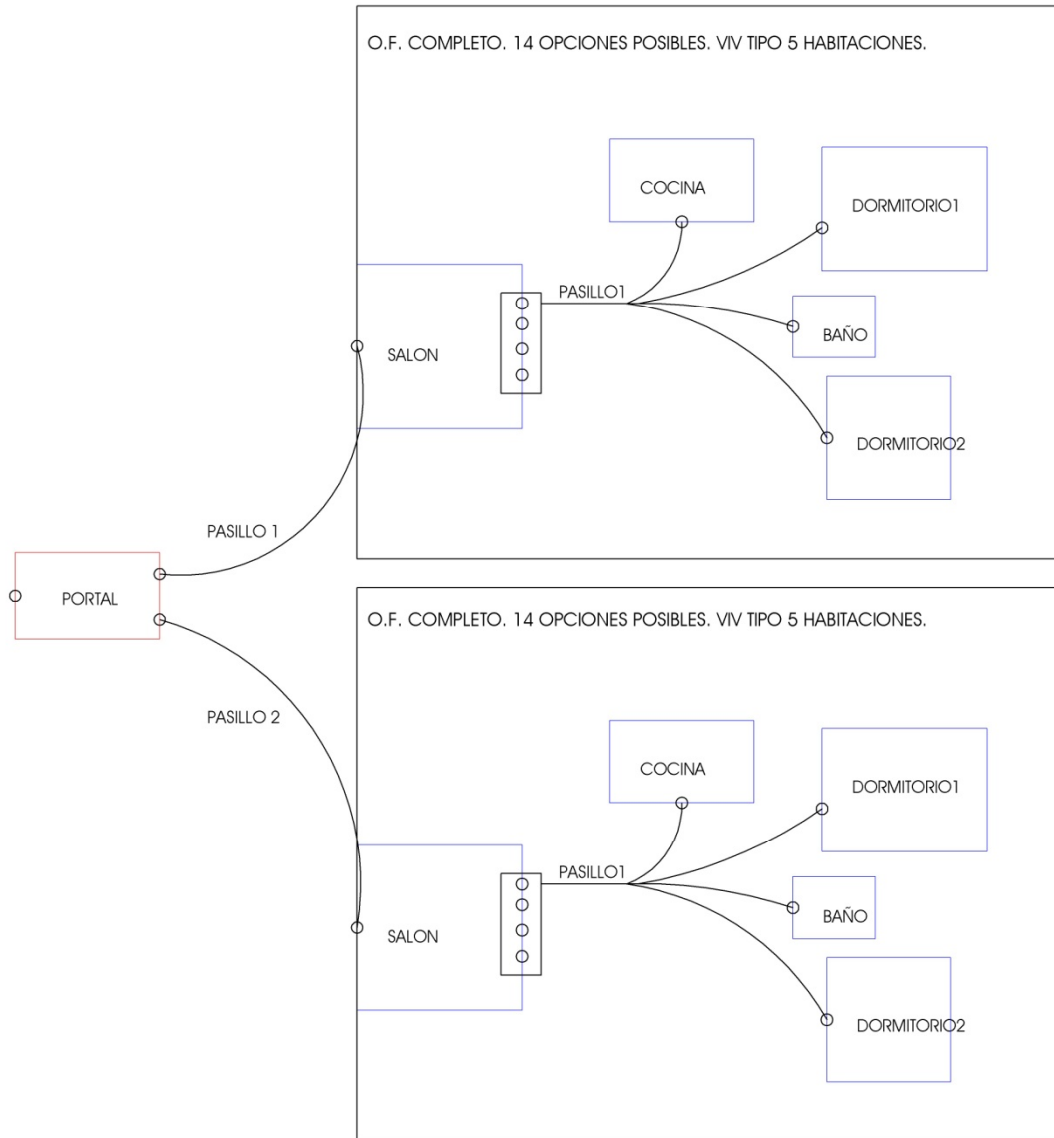 O.F. COMPLETO. 14 OPCIONES POSIBLES. VIV TIPO 5 HABITACIONES.
COCINA
DORMITORIO1
PASILLO1
BAÑO
SALON
DORMITORIO2
PASILLO 1
PORTAL
O.F. COMPLETO. 14 OPCIONES POSIBLES. VIV TIPO 5 HABITACIONES.
PASILLO 2
COCINA
DORMITORIO1
PASILLO1
BAÑO
SALON
DORMITORIO2